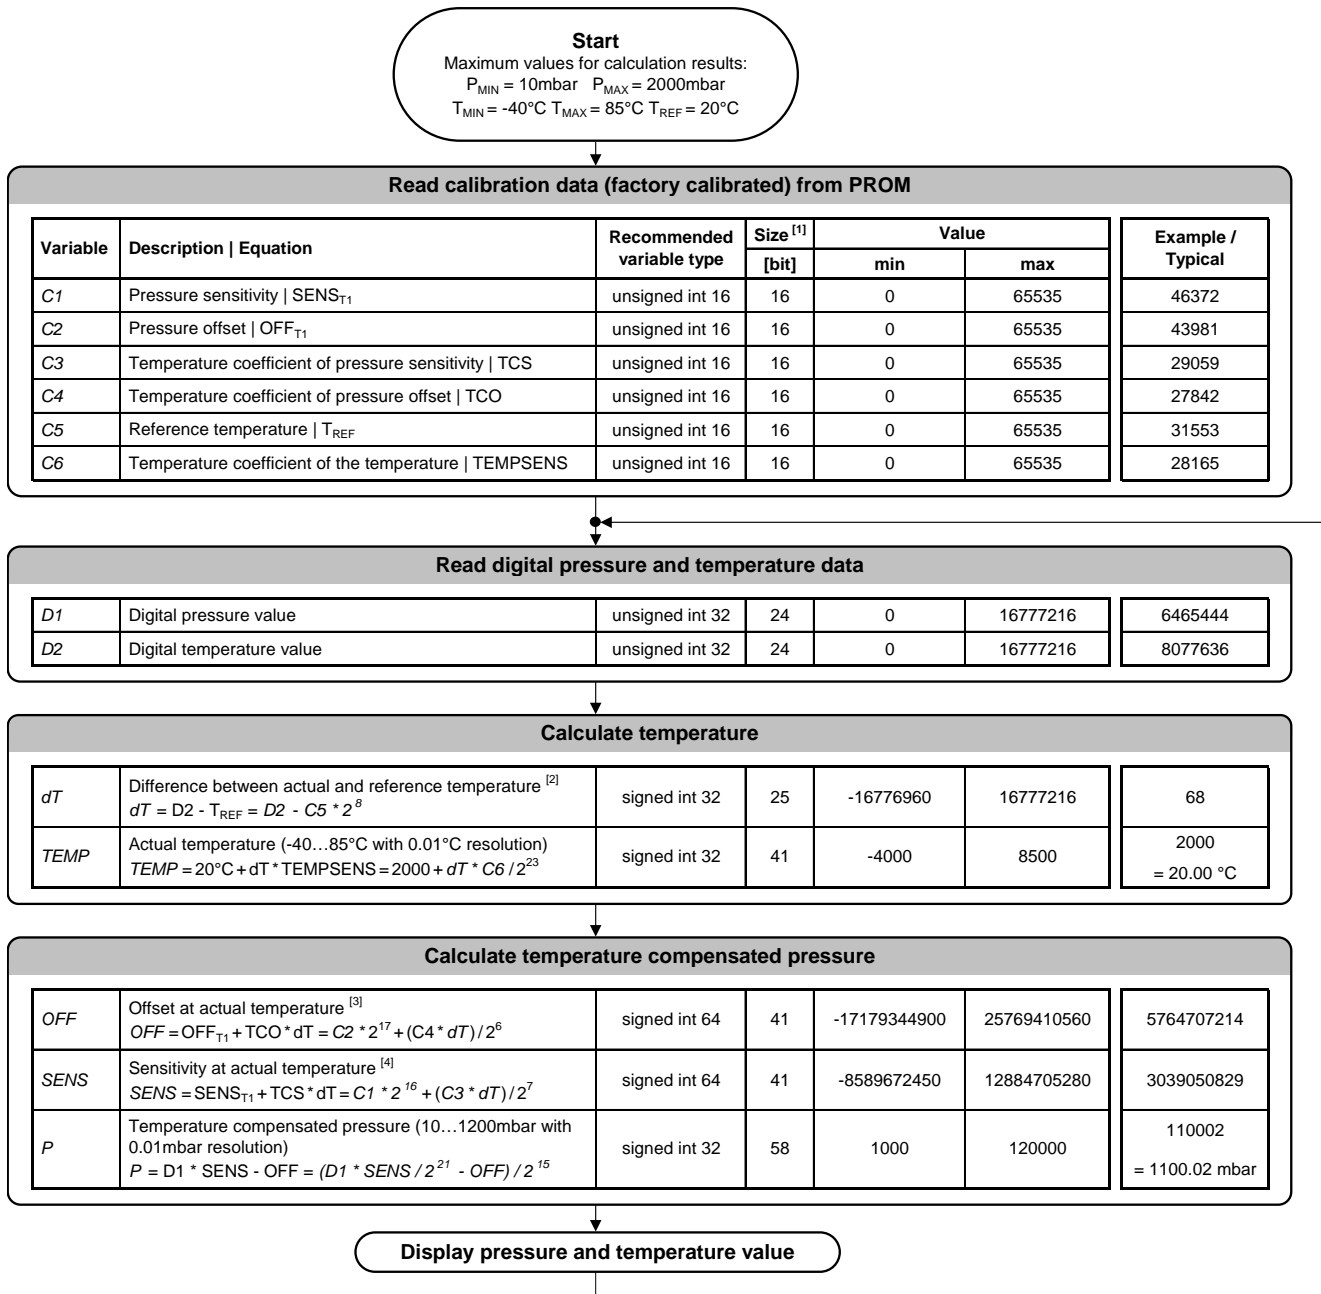 Start
Maximum values for calculation results:
P_MIN = 10mbar P_MAX = 2000mbar
T_MIN = -40°C T_MAX = 85°C T_REF = 20°C
Read calibration data (factory calibrated) from PROM
Variable Description | Equation Recommended variable type Size [1] [bit] Value min max Example / Typical
C1 Pressure sensitivity | SENS_T1 unsigned int 16 16 0 65535 46372
C2 Pressure offset | OFF_T1 unsigned int 16 16 0 65535 43981
C3 Temperature coefficient of pressure sensitivity | TCS unsigned int 16 16 0 65535 29059
C4 Temperature coefficient of pressure offset | TCO unsigned int 16 16 0 65535 27842
C5 Reference temperature | T_REF unsigned int 16 16 0 65535 31553
C6 Temperature coefficient of the temperature | TEMPSENS unsigned int 16 16 0 65535 28165
Read digital pressure and temperature data
D1 Digital pressure value unsigned int 32 24 0 16777216 6465444
D2 Digital temperature value unsigned int 32 24 0 16777216 8077636
Calculate temperature
dT Difference between actual and reference temperature [2]
dT = D2 - T_REF = D2 - C5 * 2^8
signed int 32 25 -16776960 16777216 68
TEMP Actual temperature (-40…85°C with 0.01°C resolution)
TEMP = 20°C + dT * TEMPSENS = 2000 + dT * C6 / 2^23
signed int 32 41 -4000 8500 2000
= 20.00 °C
Calculate temperature compensated pressure
OFF Offset at actual temperature [3]
OFF = OFF_T1 + TCO * dT = C2 * 2^17 + (C4 * dT) / 2^6
signed int 64 41 -17179344900 25769410560 5764707214
SENS Sensitivity at actual temperature [4]
SENS = SENS_T1 + TCS * dT = C1 * 2^16 + (C3 * dT) / 2^7
signed int 64 41 -8589672450 12884705280 3039050829
P Temperature compensated pressure (10…1200mbar with
0.01mbar resolution)
P = D1 * SENS - OFF = (D1 * SENS / 2^21 - OFF) / 2^15
signed int 32 58 1000 120000 110002
= 1100.02 mbar
Display pressure and temperature value